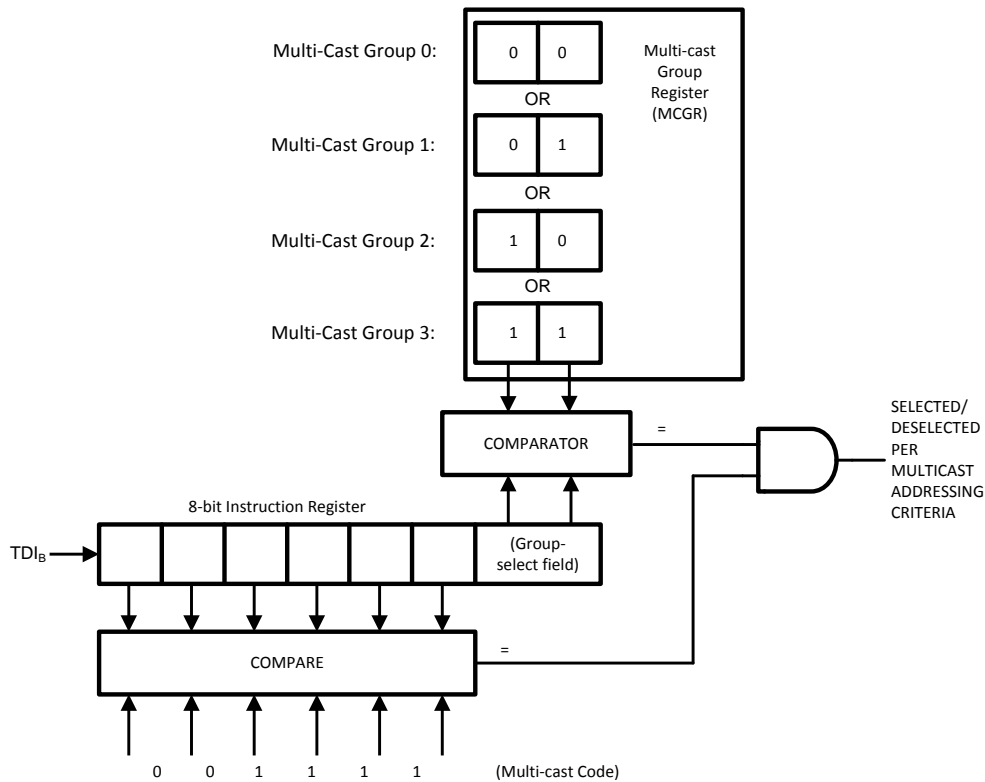 Multi-Cast Group 0:
0 0
Multi-cast
Group
Register
(MCGR)
OR
Multi-Cast Group 1:
0 1
OR
Multi-Cast Group 2:
1 0
OR
Multi-Cast Group 3:
1 1
COMPARATOR
=
SELECTED/
DESELECTED
PER
MULTICAST
ADDRESSING
CRITERIA
8-bit Instruction Register
TDIB
(Group-
select field)
COMPARE
=
0 0 1 1 1 1 (Multi-cast Code)